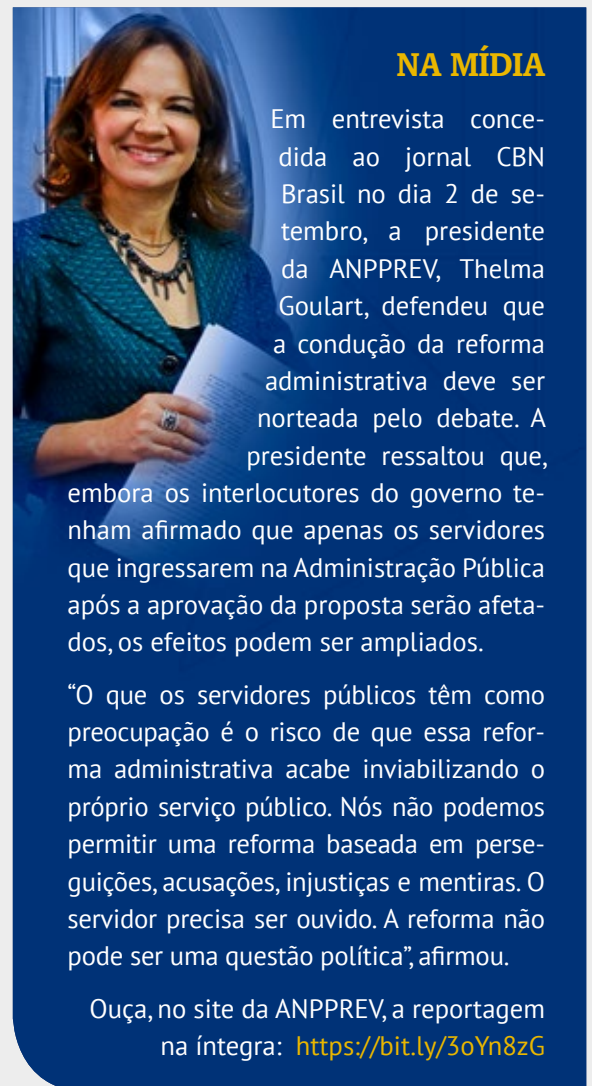 NA MÍDIA
Em entrevista conce-
dida ao jornal CBN
Brasil no dia 2 de se-
tembro, a presidente
da ANPPREV, Thelma
Goulart, defendeu que
a condução da reforma
administrativa deve ser
norteada pelo debate. A
presidente ressaltou que,
embora os interlocutores do governo te-
nham afirmado que apenas os servidores
que ingressarem na Administração Pública
após a aprovação da proposta serão afeta-
dos, os efeitos podem ser ampliados.
“O que os servidores públicos têm como
preocupação é o risco de que essa refor-
ma administrativa acabe inviabilizando o
próprio serviço público. Nós não podemos
permitir uma reforma baseada em perse-
guições, acusações, injustiças e mentiras. O
servidor precisa ser ouvido. A reforma não
pode ser uma questão política”, afirmou.
Ouça, no site da ANPPREV, a reportagem
na íntegra: https://bit.ly/3oYn8zG